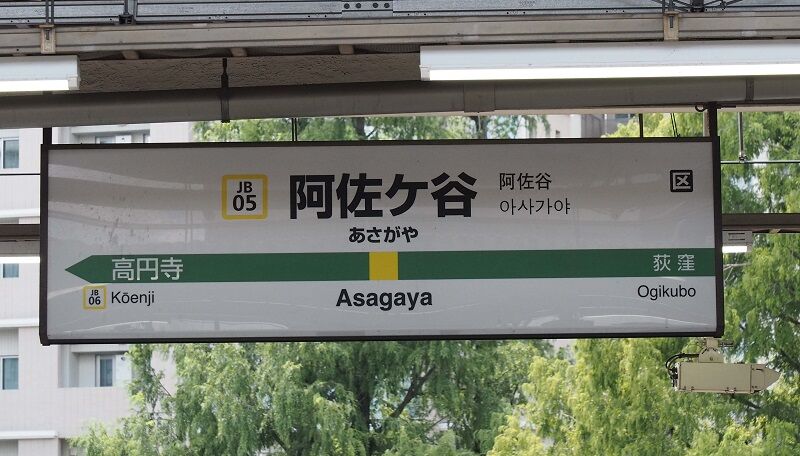 JB 05
阿佐ケ谷
阿佐谷
아사가야
区
あさがや
高円寺
荻窪
JB 06
Kōenji
Asagaya
Ogikubo